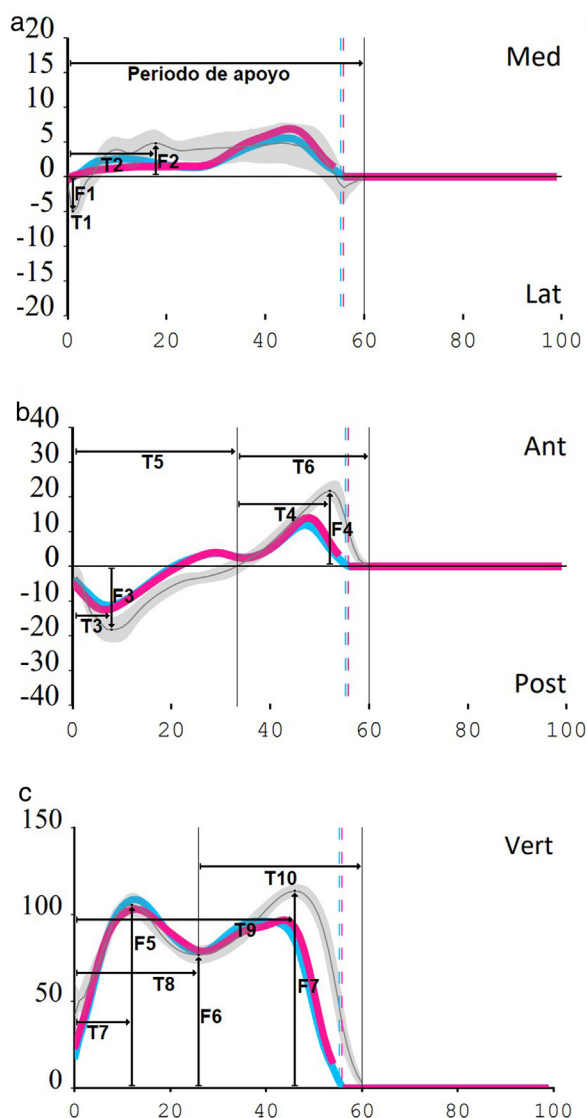 a
20
Med
15
Periodo de apoyo
10
5
T2
F2
0
F1
T1
-5
-10
-15
Lat
-20
0 20 40 60 80 100
b
40
Ant
30
T5
T6
20
T4
F4
10
0
F3
-10
T3
-20
-30
Post
-40
0 20 40 60 80 100
c
150
Vert
T10
100
T9
F5
T8
F7
50
F6
T7
0
0 20 40 60 80 100